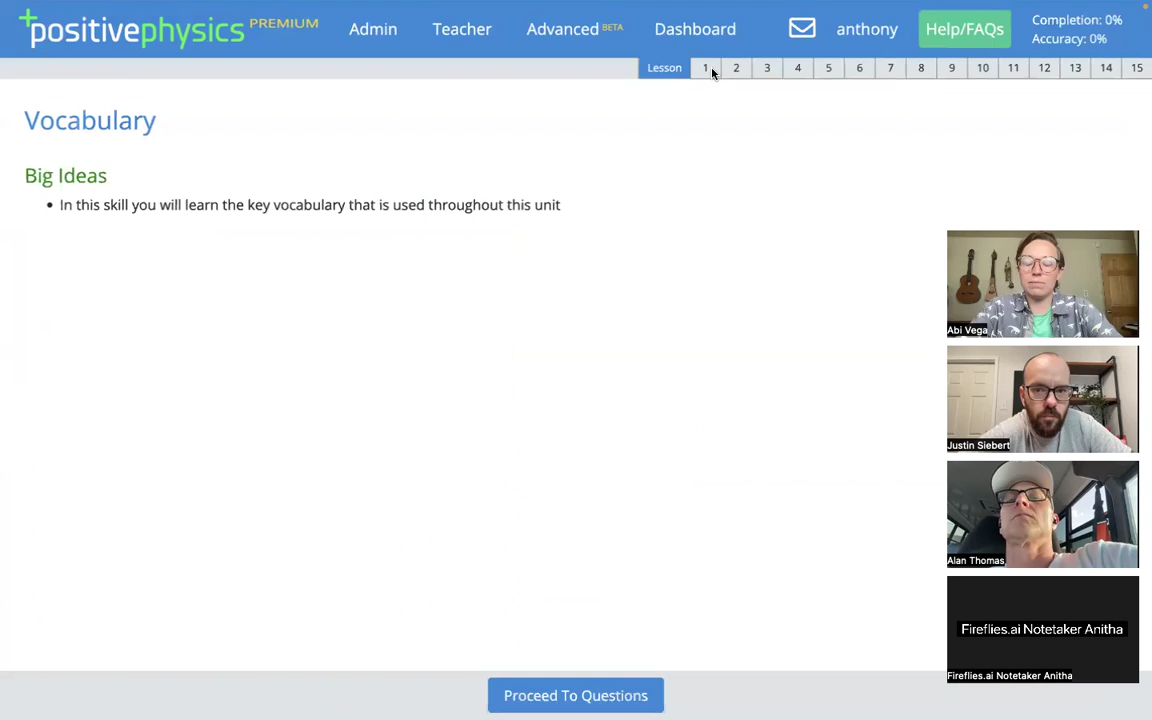 +positivephysics PREMIUM
Admin
Teacher
Advanced BETA
Dashboard
anthony
Help/FAQs
Completion: 0%
Accuracy: 0%
Lesson 1 2 3 4 5 6 7 8 9 10 11 12 13 14 15
Vocabulary
Big Ideas
• In this skill you will learn the key vocabulary that is used throughout this unit
Abi Vega
Justin Siebert
Alan Thomas
Fireflies.ai Notetaker Anitha
Fireflies.ai Notetaker Anitha
Proceed To Questions